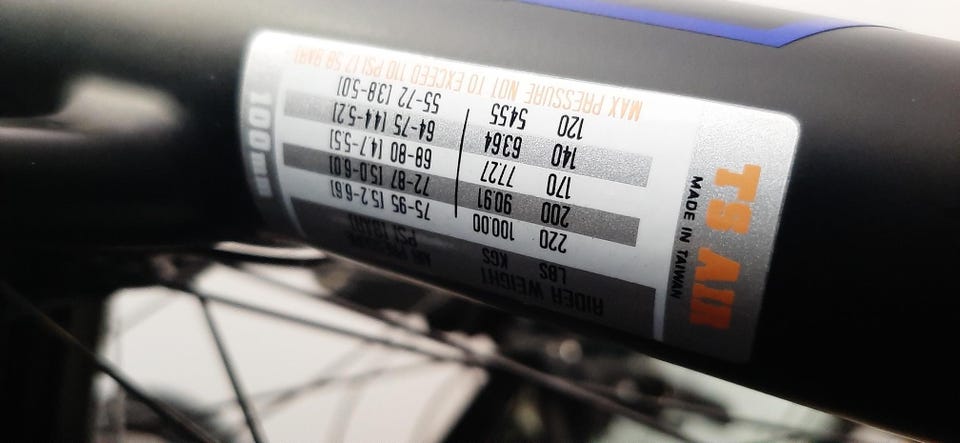 TS AIR
MADE IN TAIWAN
RIDER WEIGHT AIR PRESSURE
LBS KGS PSI [BAR]
220 100.00 75-95 [5.2-6.6]
200 90.91 72-87 [5.0-6.0]
170 77.27 68-80 [4.7-5.5]
140 63.64 64-75 [4.4-5.2]
120 54.55 55-72 [3.8-5.0]
MAX PRESSURE NOT TO EXCEED 110 PSI [7.58 BAR]
100mm